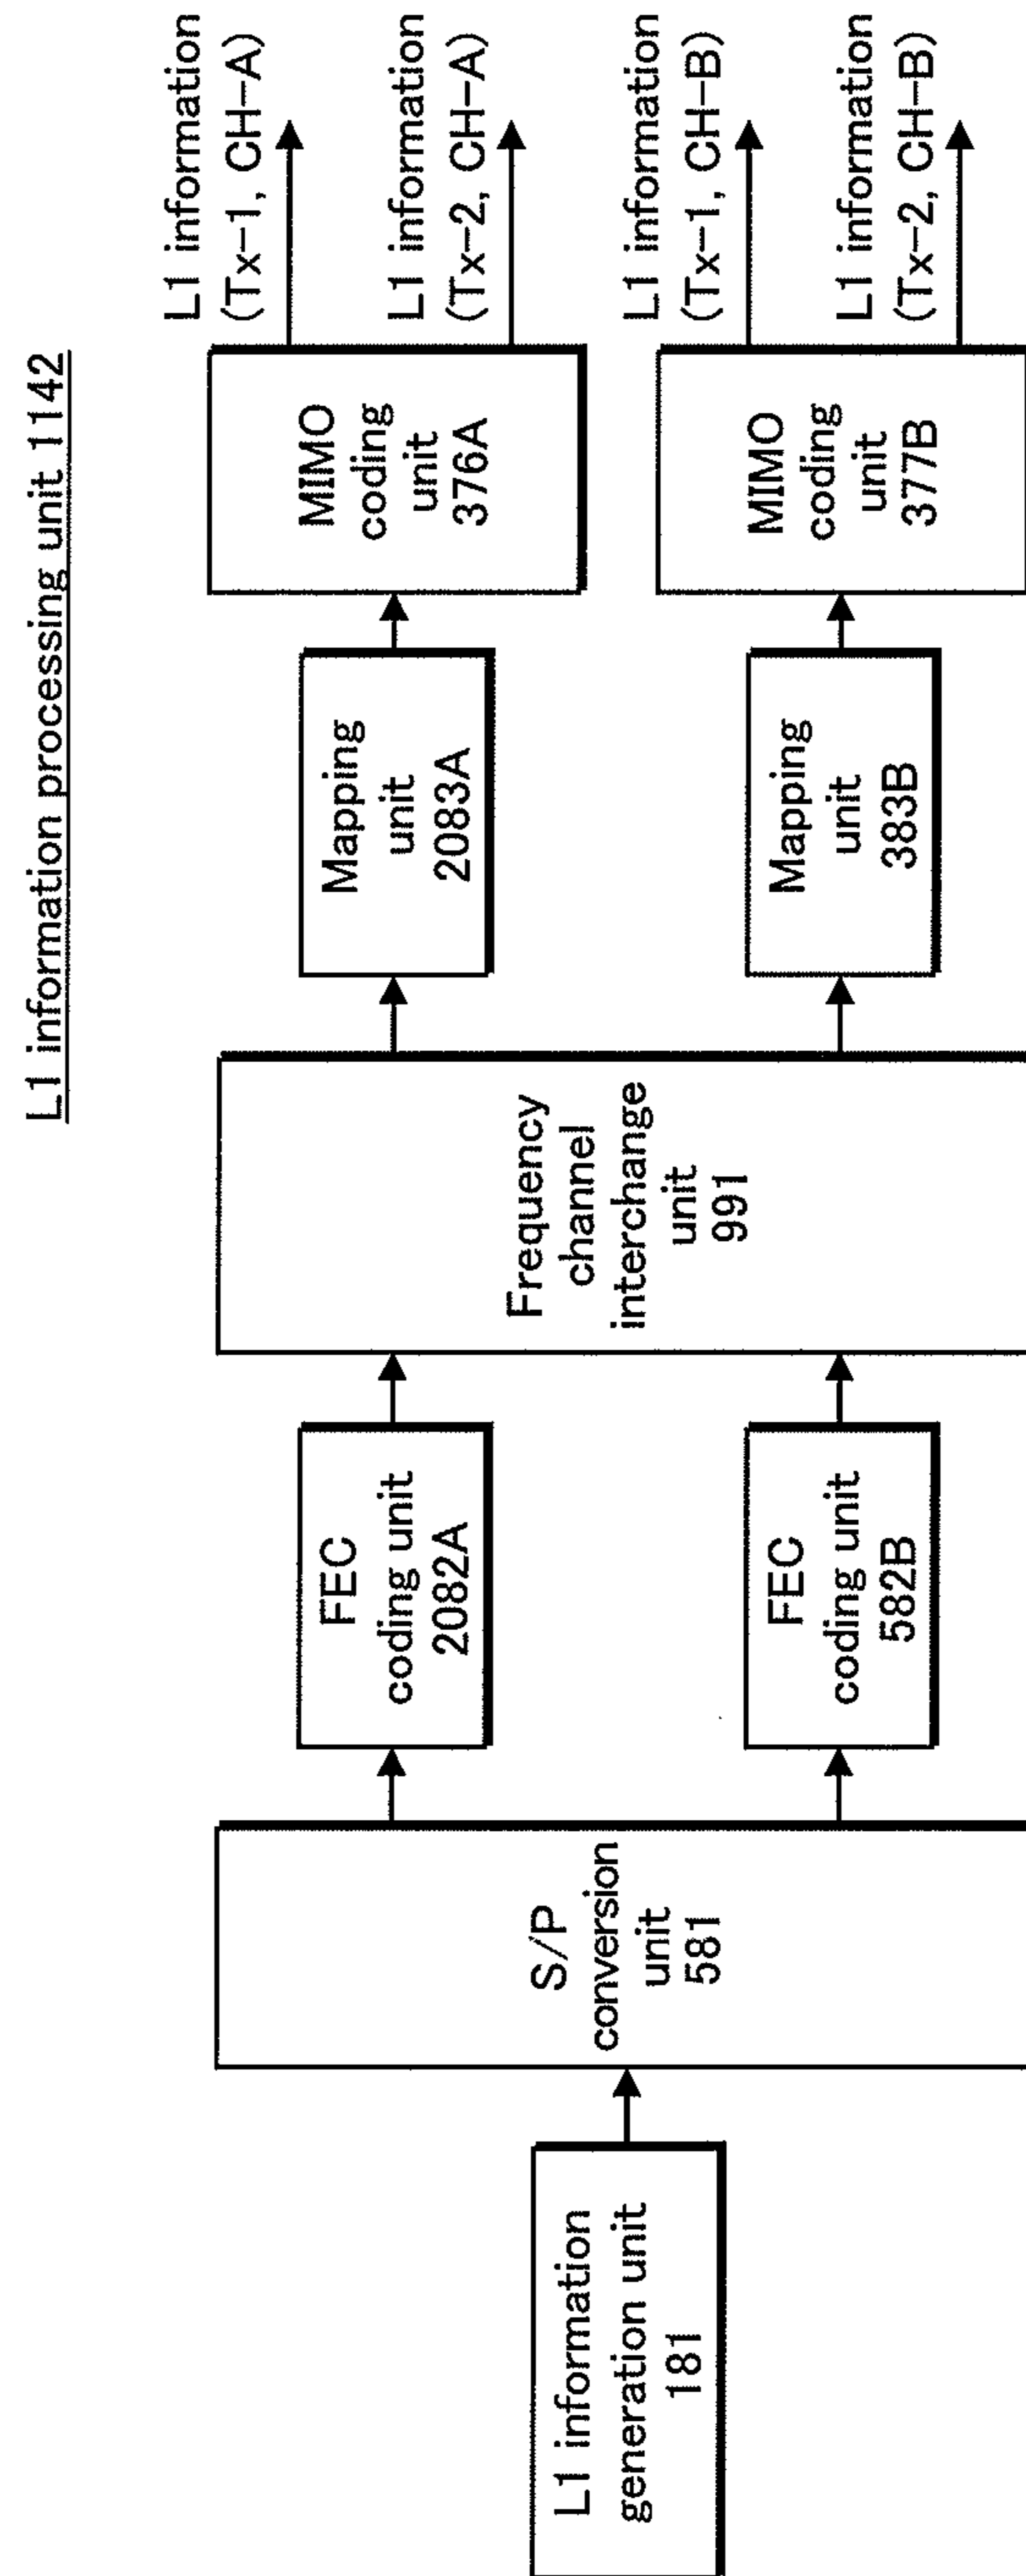 L1 information processing unit 1142
L1 information
generation unit
181
S/P
conversion
unit
581
FEC
coding unit
2082A
FEC
coding unit
582B
Frequency
channel
interchange
unit
991
Mapping
unit
2083A
Mapping
unit
383B
MIMO
coding
unit
376A
MIMO
coding
unit
377B
L1 information
(Tx-1, CH-A)
L1 information
(Tx-2, CH-A)
L1 information
(Tx-1, CH-B)
L1 information
(Tx-2, CH-B)